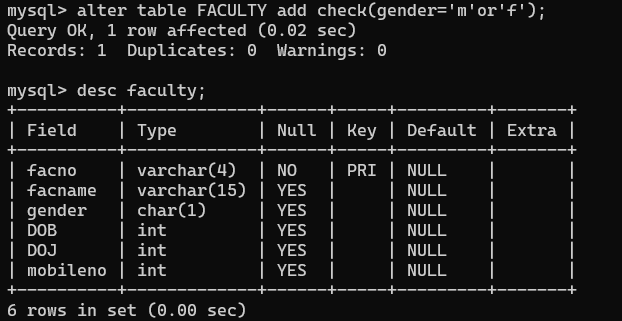 mysql> alter table FACULTY add check(gender='m'or'f');
Query OK, 1 row affected (0.02 sec)
Records: 1  Duplicates: 0  Warnings: 0

mysql> desc faculty;
+----------+-------------+------+-----+---------+-------+
| Field    | Type        | Null | Key | Default | Extra |
+----------+-------------+------+-----+---------+-------+
| facno    | varchar(4)  | NO   | PRI | NULL    |       |
| facname  | varchar(15) | YES  |     | NULL    |       |
| gender   | char(1)     | YES  |     | NULL    |       |
| DOB      | int         | YES  |     | NULL    |       |
| DOJ      | int         | YES  |     | NULL    |       |
| mobileno | int         | YES  |     | NULL    |       |
+----------+-------------+------+-----+---------+-------+
6 rows in set (0.00 sec)